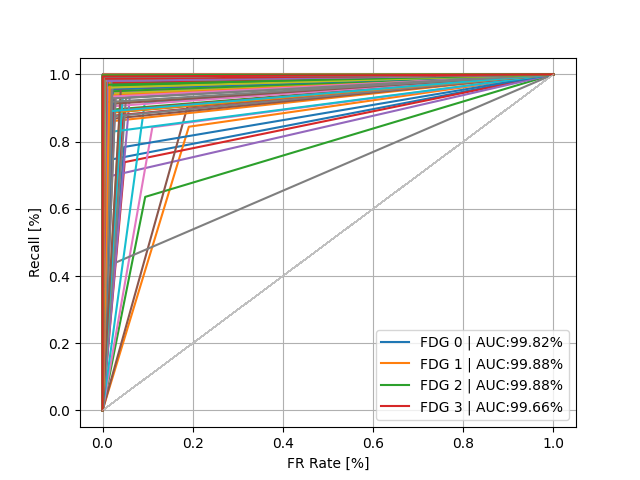 1.0
0.8
0.6
0.4
0.2
0.0
Recall [%]
0.0 0.2 0.4 0.6 0.8 1.0
FR Rate [%]
FDG 0 | AUC:99.82%
FDG 1 | AUC:99.88%
FDG 2 | AUC:99.88%
FDG 3 | AUC:99.66%